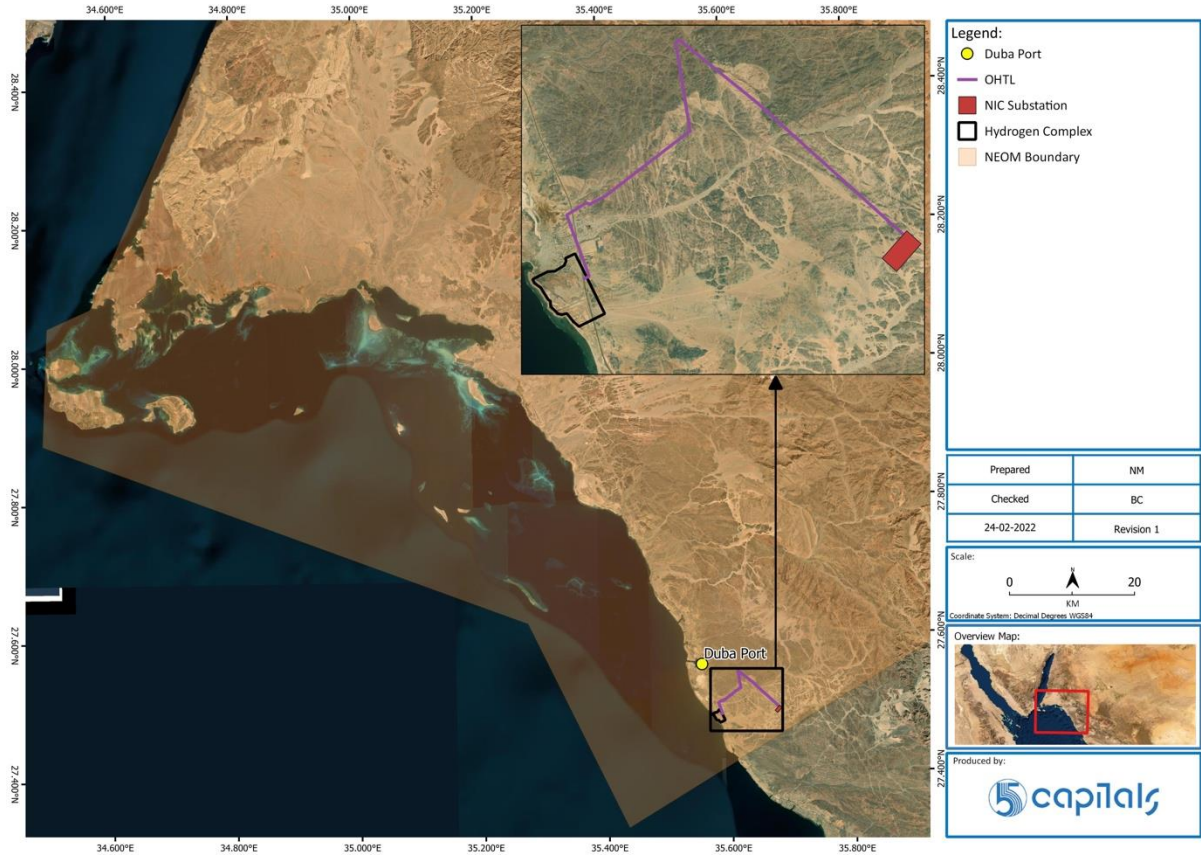 34.600°E
34.800°E
35.000°E
35.200°E
35.400°E
35.600°E
35.800°E
28.400°N
28.200°N
28.000°N
27.800°N
27.600°N
27.400°N
Duba Port
28.400°N
28.200°N
28.000°N
27.800°N
27.600°N
27.400°N
34.600°E
34.800°E
35.000°E
35.200°E
35.400°E
35.600°E
35.800°E
Legend:
Duba Port
OHTL
NIC Substation
Hydrogen Complex
NEOM Boundary
Prepared NM
Checked BC
24-02-2022 Revision 1
Scale:
N
0 20
KM
Coordinate System: Decimal Degrees WGS84
Overview Map:
Produced by:
5 capitals